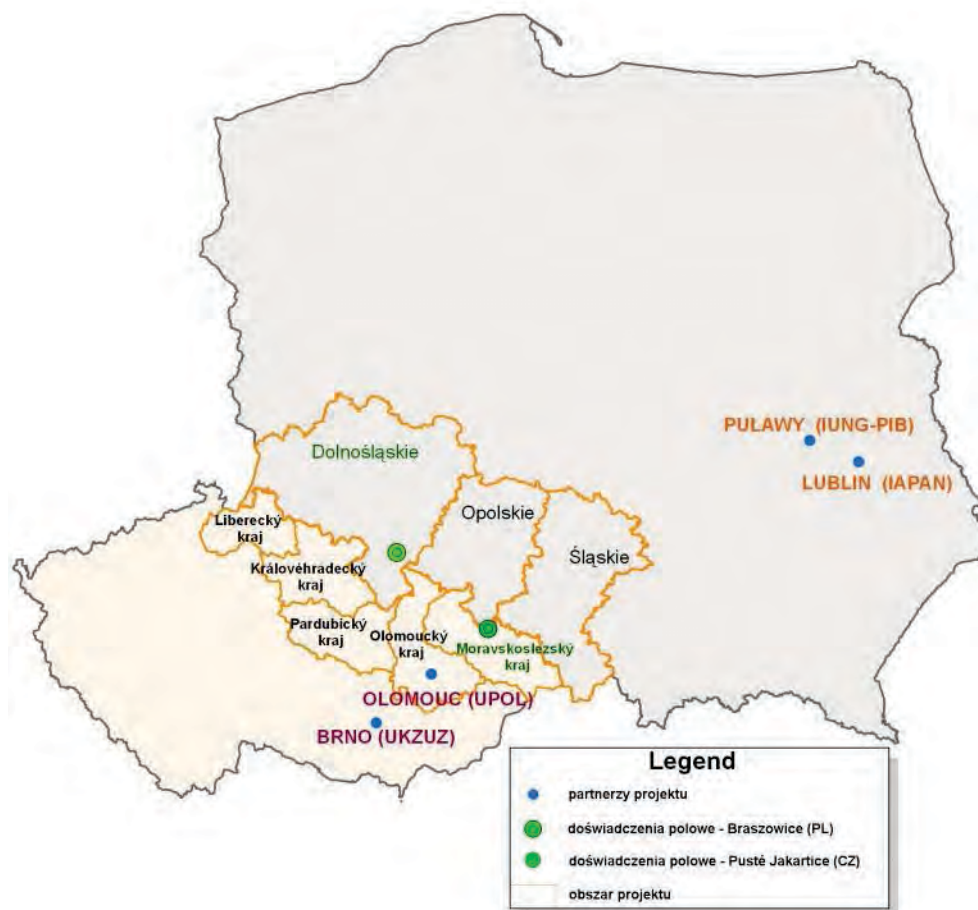 PULAWY (IUNG-PIB)
Dolnośląskie
LUBLIN (IAPAN)
Opolskie
Liberecký
kraj
Śląskie
Královéhradecký
kraj
Pardubický
kraj
Olomoucký
kraj
Moravskoslezský
kraj
OLOMOUC (UPOL)
BRNO (UKZUZ)
Legend
partnerzy projektu
doświadczenia polowe - Braszowice (PL)
doświadczenia polowe - Pusté Jakartice (CZ)
obszar projektu